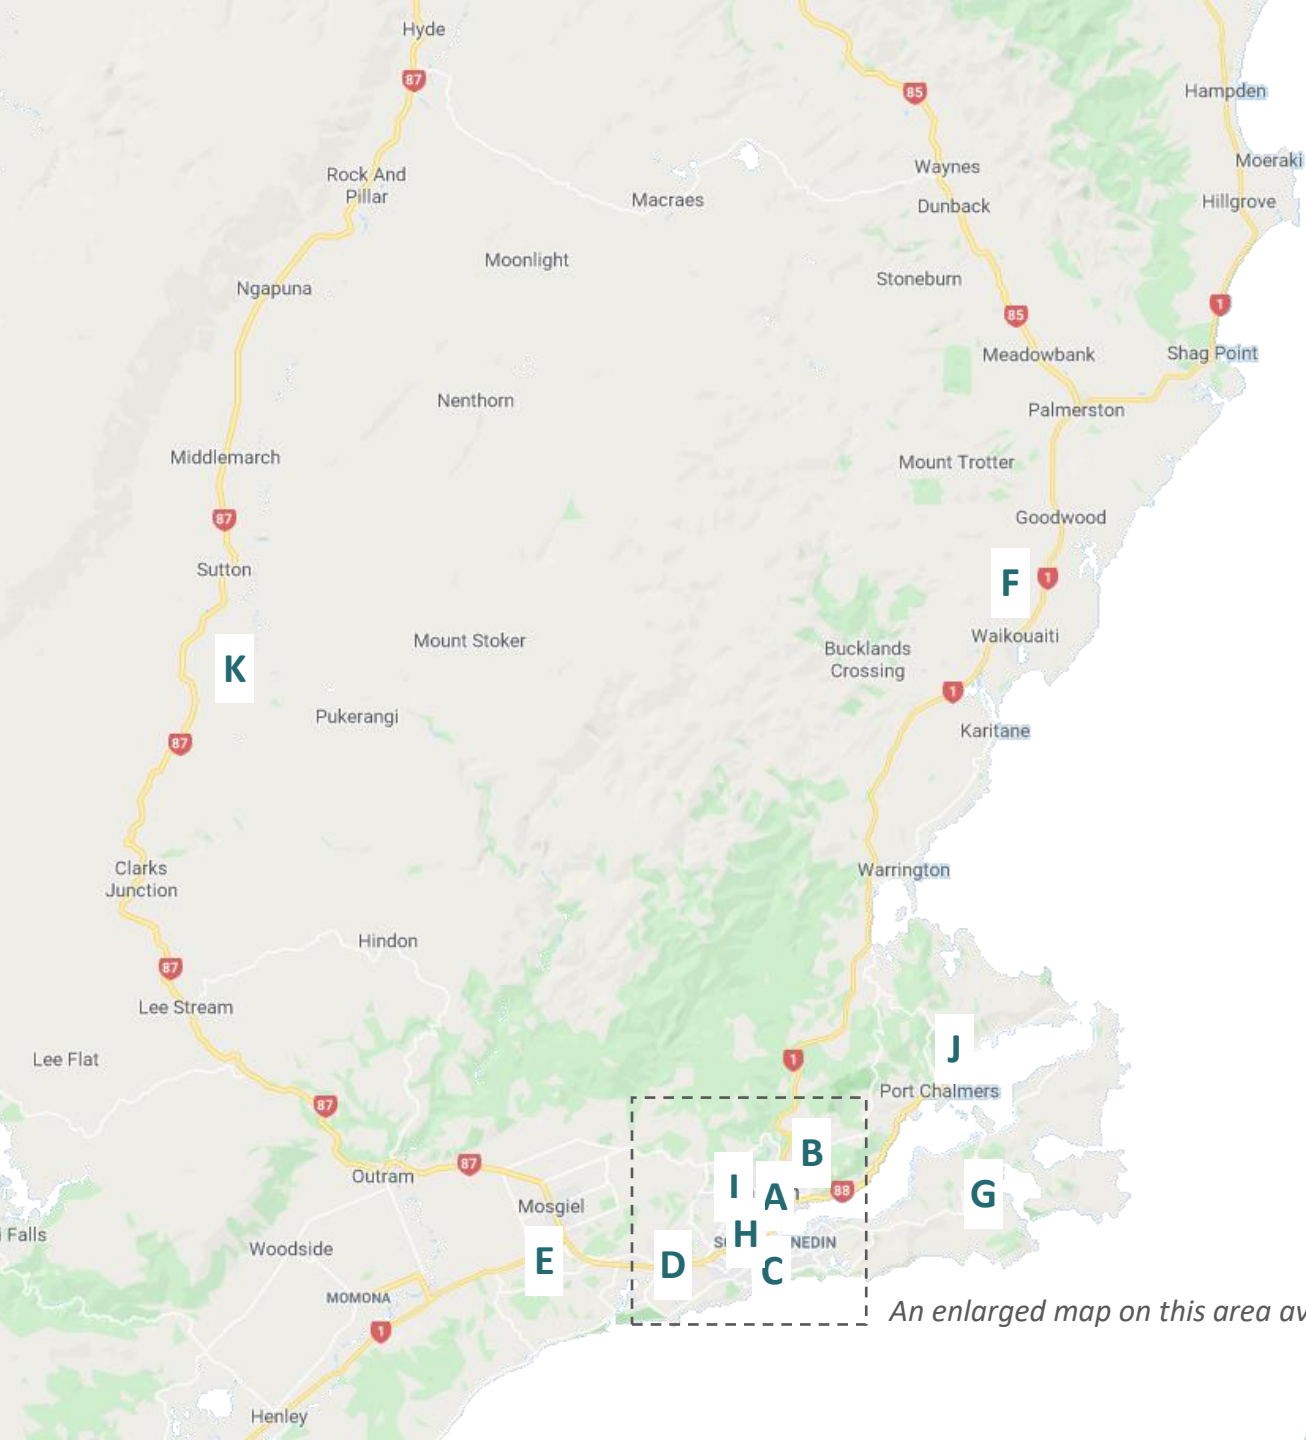 Hyde
87
85
Hampden
Waynes
Moeraki
Rock And
Pillar
Macraes
Dunback
Hillgrove
Moonlight
Stoneburn
Ngapuna
1
85
Meadowbank
Shag Point
Nenthorn
Palmerston
Middlemarch
Mount Trotter
87
Goodwood
Sutton
F
1
Waikouaiti
Mount Stoker
Bucklands
Crossing
K
1
Pukerangi
Karitane
87
Clarks
Junction
Warrington
Hindon
87
Lee Stream
J
Lee Flat
1
Port Chalmers
87
B
87
Outram
I
A
88
G
Mosgiel
Falls
H
NEDIN
Woodside
E
D
C
MOMONA
An enlarged map on this area av
1
Henley